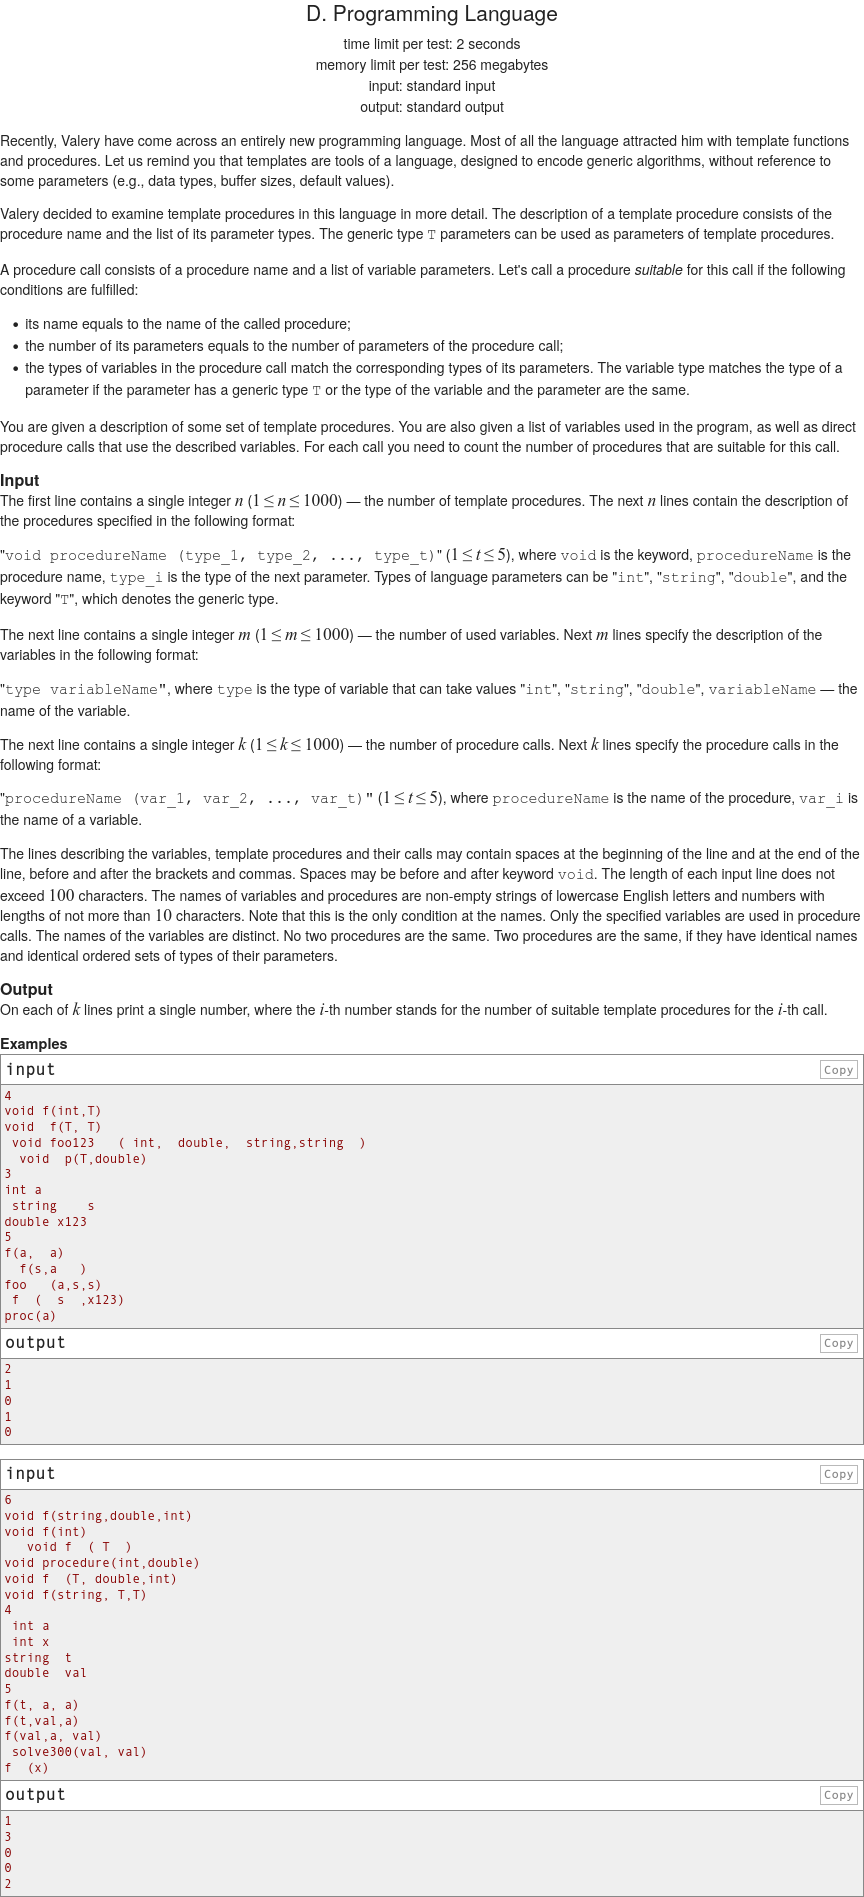 D. Programming Language
time limit per test: 2 seconds
memory limit per test: 256 megabytes
input: standard input
output: standard output
Recently, Valery have come across an entirely new programming language. Most of all the language attracted him with template functions
and procedures. Let us remind you that templates are tools of a language, designed to encode generic algorithms, without reference to
some parameters (e.g., data types, buffer sizes, default values).
Valery decided to examine template procedures in this language in more detail. The description of a template procedure consists of the
procedure name and the list of its parameter types. The generic type T parameters can be used as parameters of template procedures.
A procedure call consists of a procedure name and a list of variable parameters. Let's call a procedure suitable for this call if the following
conditions are fulfilled:
• its name equals to the name of the called procedure;
• the number of its parameters equals to the number of parameters of the procedure call;
• the types of variables in the procedure call match the corresponding types of its parameters. The variable type matches the type of a
parameter if the parameter has a generic type T or the type of the variable and the parameter are the same.
You are given a description of some set of template procedures. You are also given a list of variables used in the program, as well as direct
procedure calls that use the described variables. For each call you need to count the number of procedures that are suitable for this call.
Input
The first line contains a single integer n (1 ≤ n ≤ 1000) — the number of template procedures. The next n lines contain the description of
the procedures specified in the following format:
"void procedureName (type_1, type_2, ..., type_t)" (1 ≤ t ≤ 5), where void is the keyword, procedureName is the
procedure name, type_i is the type of the next parameter. Types of language parameters can be "int", "string", "double", and the
keyword "T", which denotes the generic type.
The next line contains a single integer m (1 ≤ m ≤ 1000) — the number of used variables. Next m lines specify the description of the
variables in the following format:
"type variableName", where type is the type of variable that can take values "int", "string", "double", variableName — the
name of the variable.
The next line contains a single integer k (1 ≤ k ≤ 1000) — the number of procedure calls. Next k lines specify the procedure calls in the
following format:
"procedureName (var_1, var_2, ..., var_t)" (1 ≤ t ≤ 5), where procedureName is the name of the procedure, var_i is
the name of a variable.
The lines describing the variables, template procedures and their calls may contain spaces at the beginning of the line and at the end of the
line, before and after the brackets and commas. Spaces may be before and after keyword void. The length of each input line does not
exceed 100 characters. The names of variables and procedures are non-empty strings of lowercase English letters and numbers with
lengths of not more than 10 characters. Note that this is the only condition at the names. Only the specified variables are used in procedure
calls. The names of the variables are distinct. No two procedures are the same. Two procedures are the same, if they have identical names
and identical ordered sets of types of their parameters.
Output
On each of k lines print a single number, where the i-th number stands for the number of suitable template procedures for the i-th call.
Examples
input Copy
4
void f(int,T)
void  f(T, T)
 void foo123   ( int,  double,  string,string  )
  void  p(T,double)
3
int a
 string    s
double x123
5
f(a,  a)
  f(s,a   )
foo   (a,s,s)
 f  (  s  ,x123)
proc(a)
output Copy
2
1
0
1
0
input Copy
6
void f(string,double,int)
void f(int)
   void f  ( T  )
void procedure(int,double)
void f  (T, double,int)
void f(string, T,T)
4
 int a
 int x
string  t
double  val
5
f(t, a, a)
f(t,val,a)
f(val,a, val)
 solve300(val, val)
f  (x)
output Copy
1
3
0
0
2